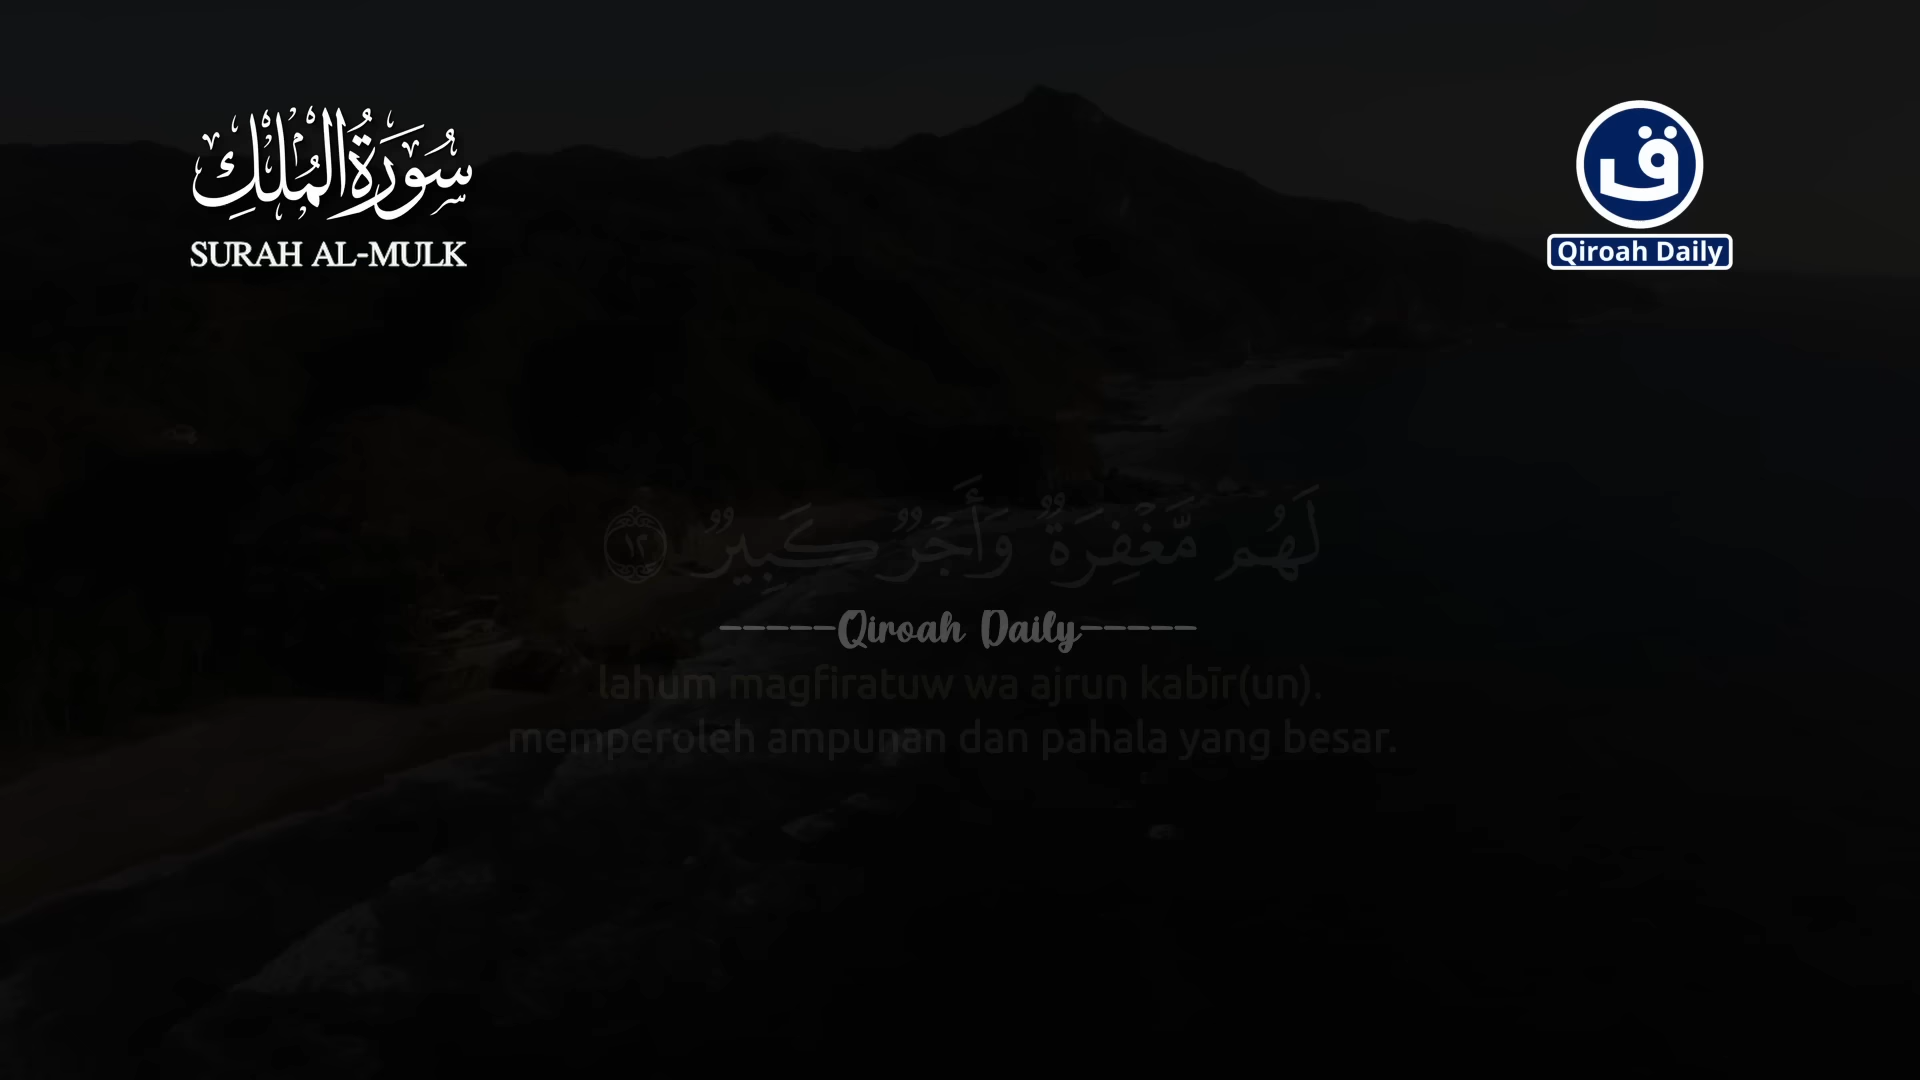 سُورَةُ الْمُلْكِ
SURAH AL-MULK
ق
Qiroah Daily
لَهُم مَّغْفِرَةٌ وَأَجْرٌ كَبِيرٌ ١٢
-----Qiroah Daily-----
lahum magfiratuw wa ajrun kabīr(un).
memperoleh ampunan dan pahala yang besar.